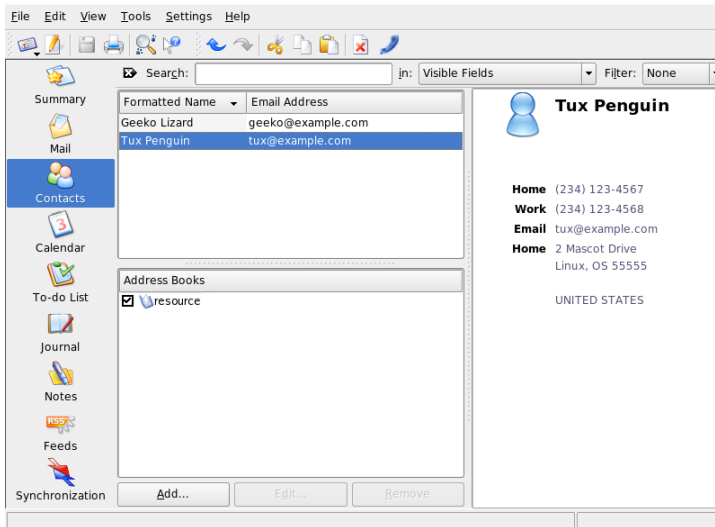 File Edit View Tools Settings Help
Search: in: Visible Fields Filter: None
Summary
Mail
Contacts
Calendar
To-do List
Journal
Notes
RSS
Feeds
Synchronization
Formatted Name Email Address
Geeko Lizard geeko@example.com
Tux Penguin tux@example.com
Address Books
resource
Add... Edit... Remove
Tux Penguin
Home (234) 123-4567
Work (234) 123-4568
Email tux@example.com
Home 2 Mascot Drive
Linux, OS 55555
UNITED STATES